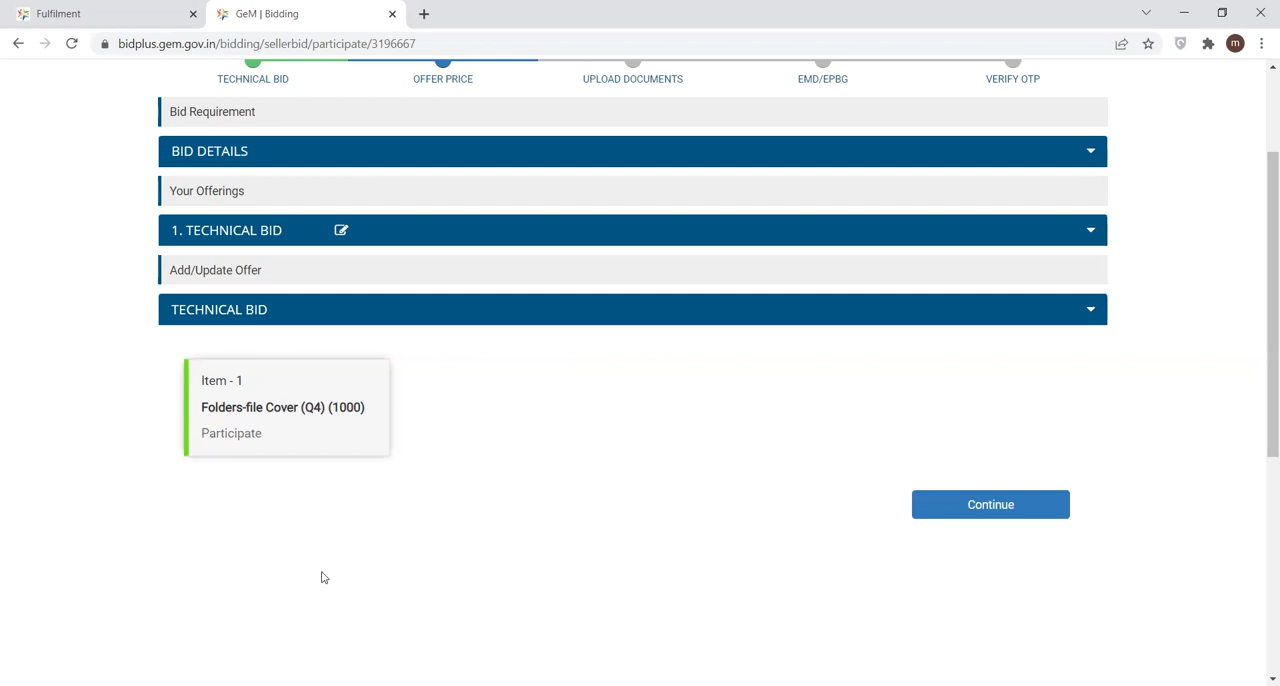 Fulfilment
GeM | Bidding
bidplus.gem.gov.in/bidding/sellerbid/participate/3196667
m
TECHNICAL BID
OFFER PRICE
UPLOAD DOCUMENTS
EMD/EPBG
VERIFY OTP
Bid Requirement
BID DETAILS
Your Offerings
1. TECHNICAL BID
Add/Update Offer
TECHNICAL BID
Item - 1
Folders-file Cover (Q4) (1000)
Participate
Continue